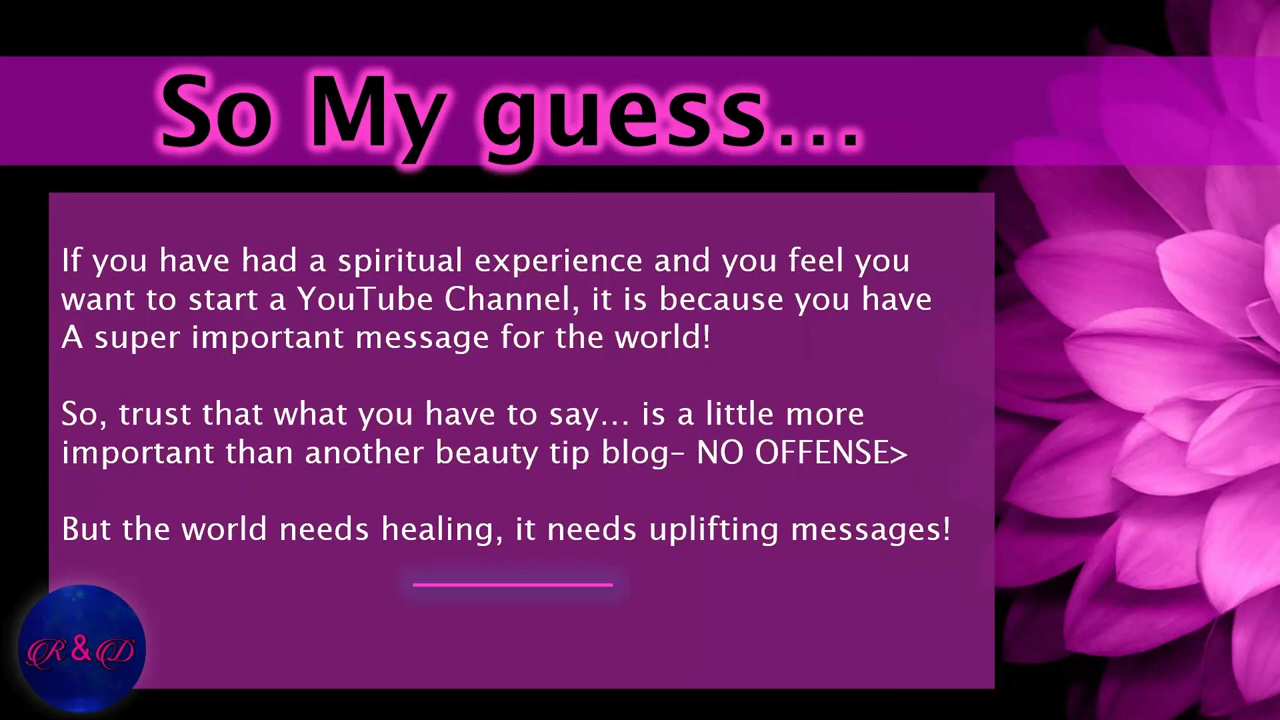 So My guess...
If you have had a spiritual experience and you feel you
want to start a YouTube Channel, it is because you have
A super important message for the world!
So, trust that what you have to say... is a little more
important than another beauty tip blog– NO OFFENSE>
But the world needs healing, it needs uplifting messages!
R & D